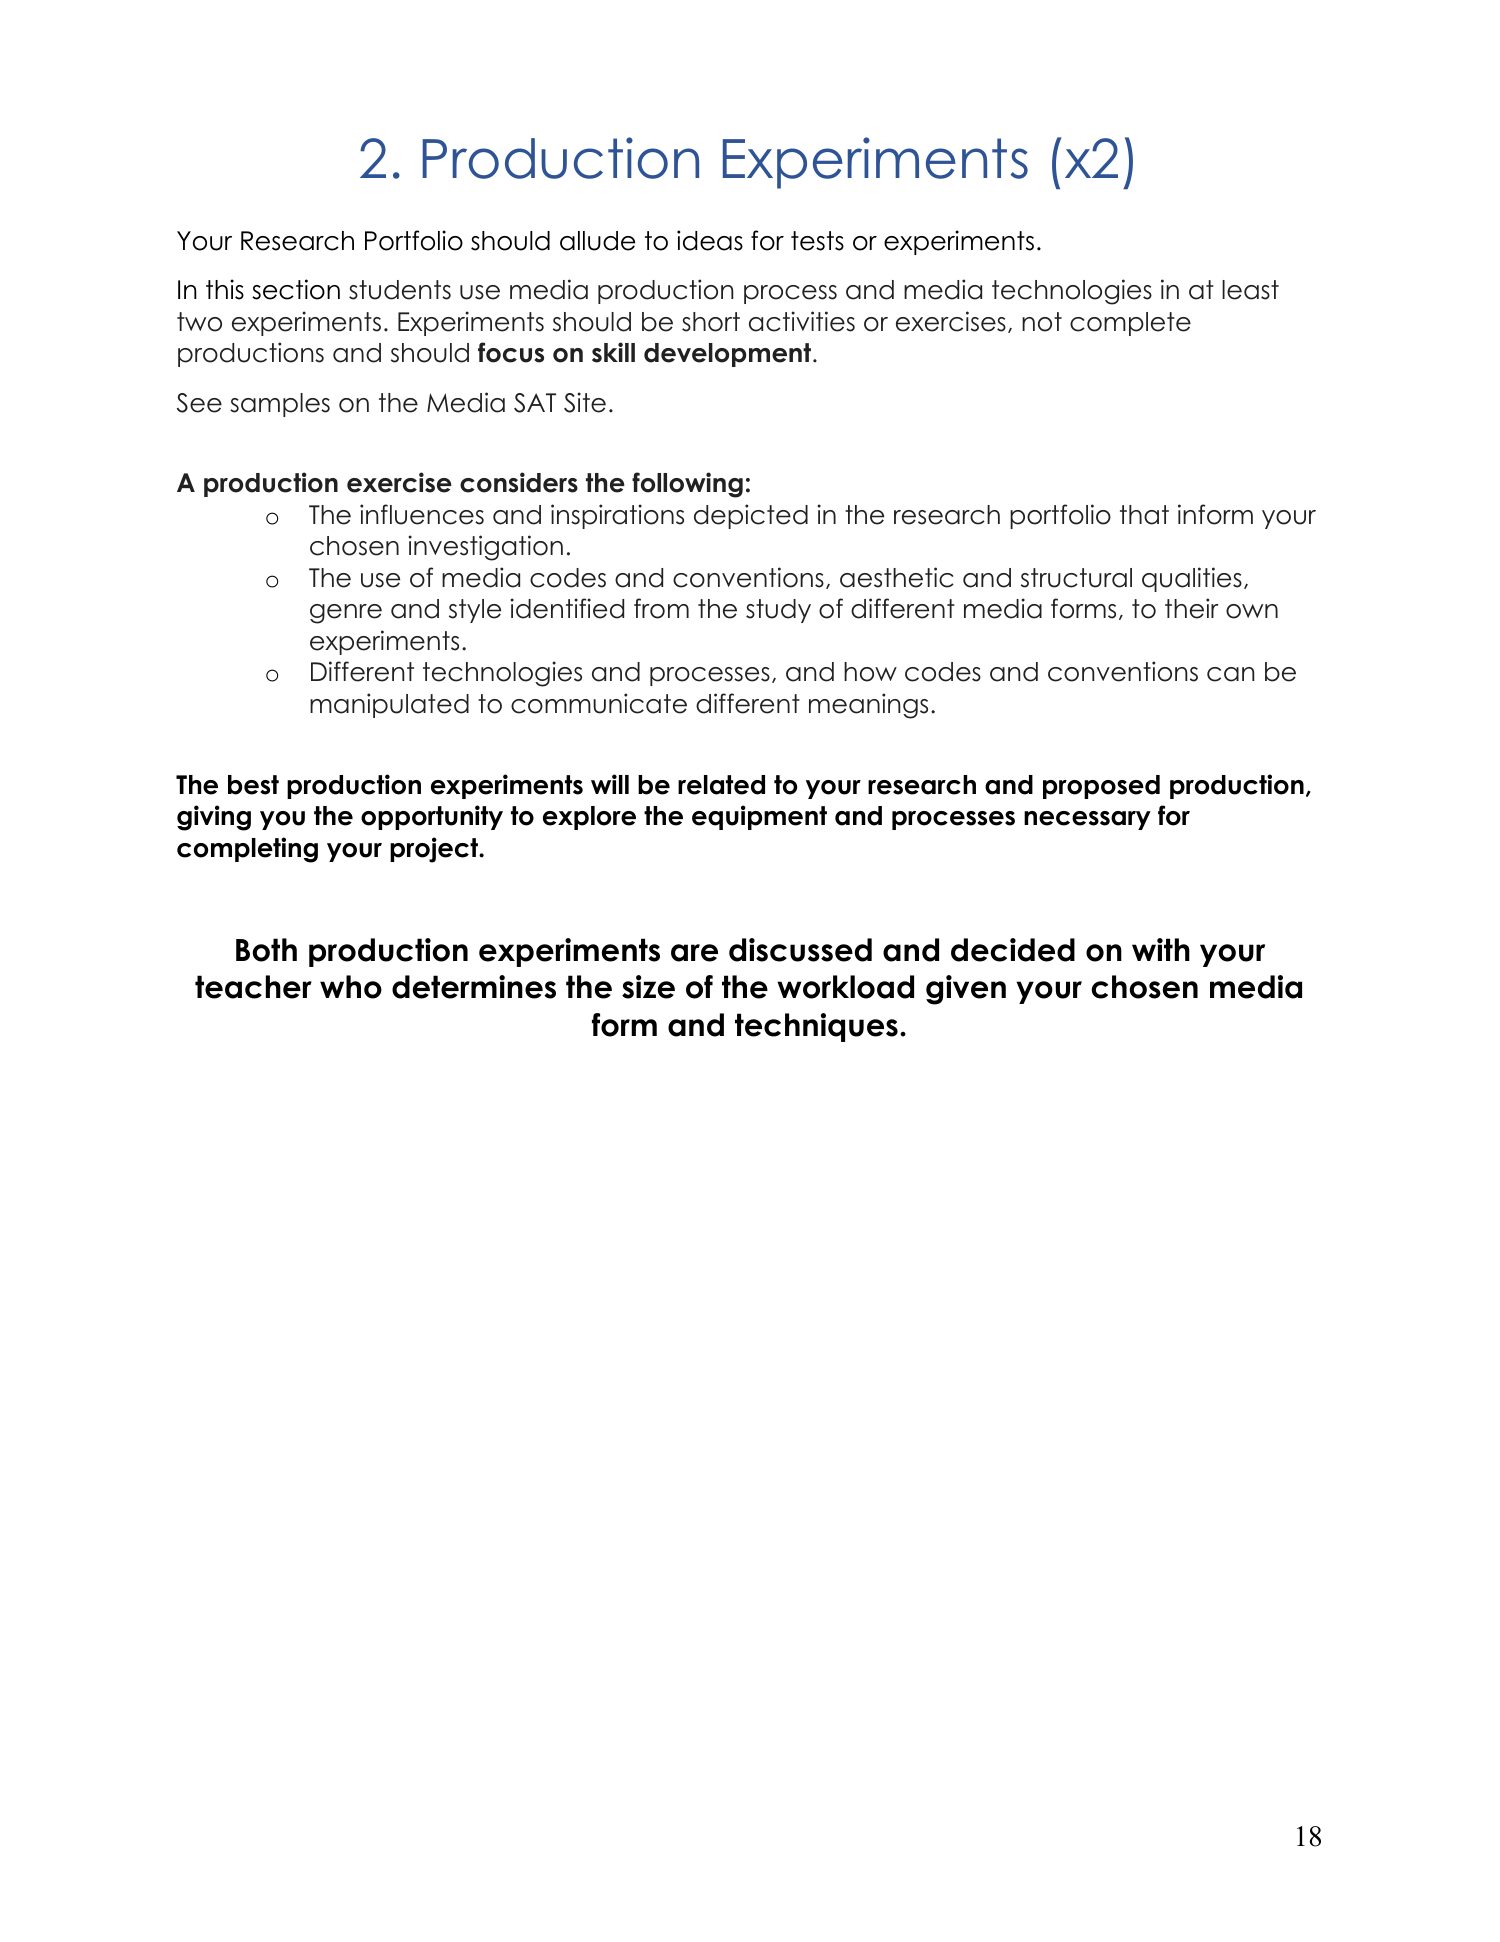 2. Production Experiments (x2)
Your Research Portfolio should allude to ideas for tests or experiments.
In this section students use media production process and media technologies in at least
two experiments. Experiments should be short activities or exercises, not complete
productions and should focus on skill development.
See samples on the Media SAT Site.
A production exercise considers the following:
o The influences and inspirations depicted in the research portfolio that inform your
chosen investigation.
o The use of media codes and conventions, aesthetic and structural qualities,
genre and style identified from the study of different media forms, to their own
experiments.
o Different technologies and processes, and how codes and conventions can be
manipulated to communicate different meanings.
The best production experiments will be related to your research and proposed production,
giving you the opportunity to explore the equipment and processes necessary for
completing your project.
Both production experiments are discussed and decided on with your
teacher who determines the size of the workload given your chosen media
form and techniques.
18